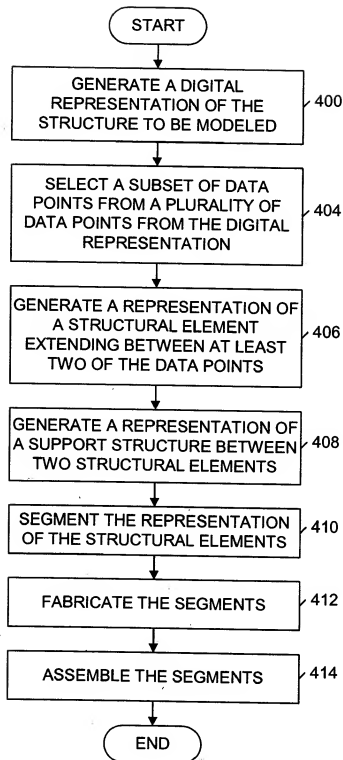 START
GENERATE A DIGITAL
REPRESENTATION OF THE
STRUCTURE TO BE MODELED
400
SELECT A SUBSET OF DATA
POINTS FROM A PLURALITY OF
DATA POINTS FROM THE DIGITAL
REPRESENTATION
404
GENERATE A REPRESENTATION OF
A STRUCTURAL ELEMENT
EXTENDING BETWEEN AT LEAST
TWO OF THE DATA POINTS
406
GENERATE A REPRESENTATION OF
A SUPPORT STRUCTURE BETWEEN
TWO STRUCTURAL ELEMENTS
408
SEGMENT THE REPRESENTATION
OF THE STRUCTURAL ELEMENTS
410
FABRICATE THE SEGMENTS
412
ASSEMBLE THE SEGMENTS
414
END